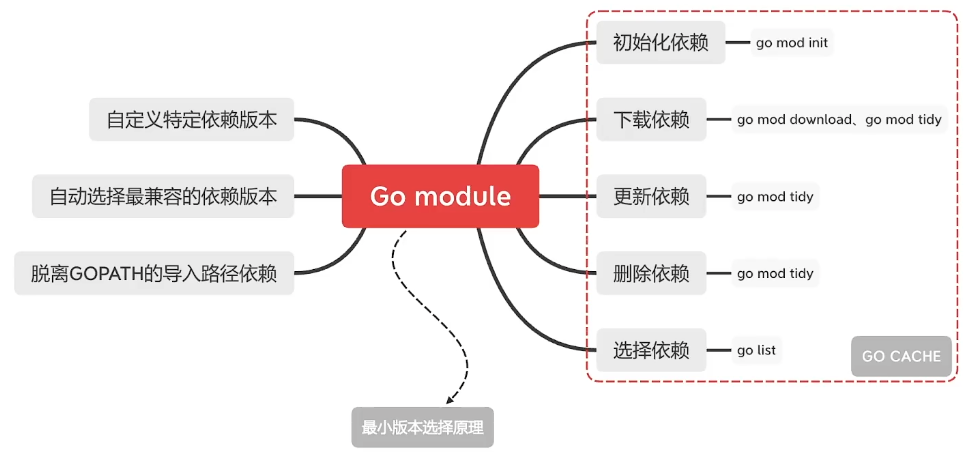 初始化依赖
go mod init
自定义特定依赖版本
下载依赖
go mod download、go mod tidy
自动选择最兼容的依赖版本
Go module
更新依赖
go mod tidy
脱离GOPATH的导入路径依赖
删除依赖
go mod tidy
选择依赖
go list
GO CACHE
最小版本选择原理